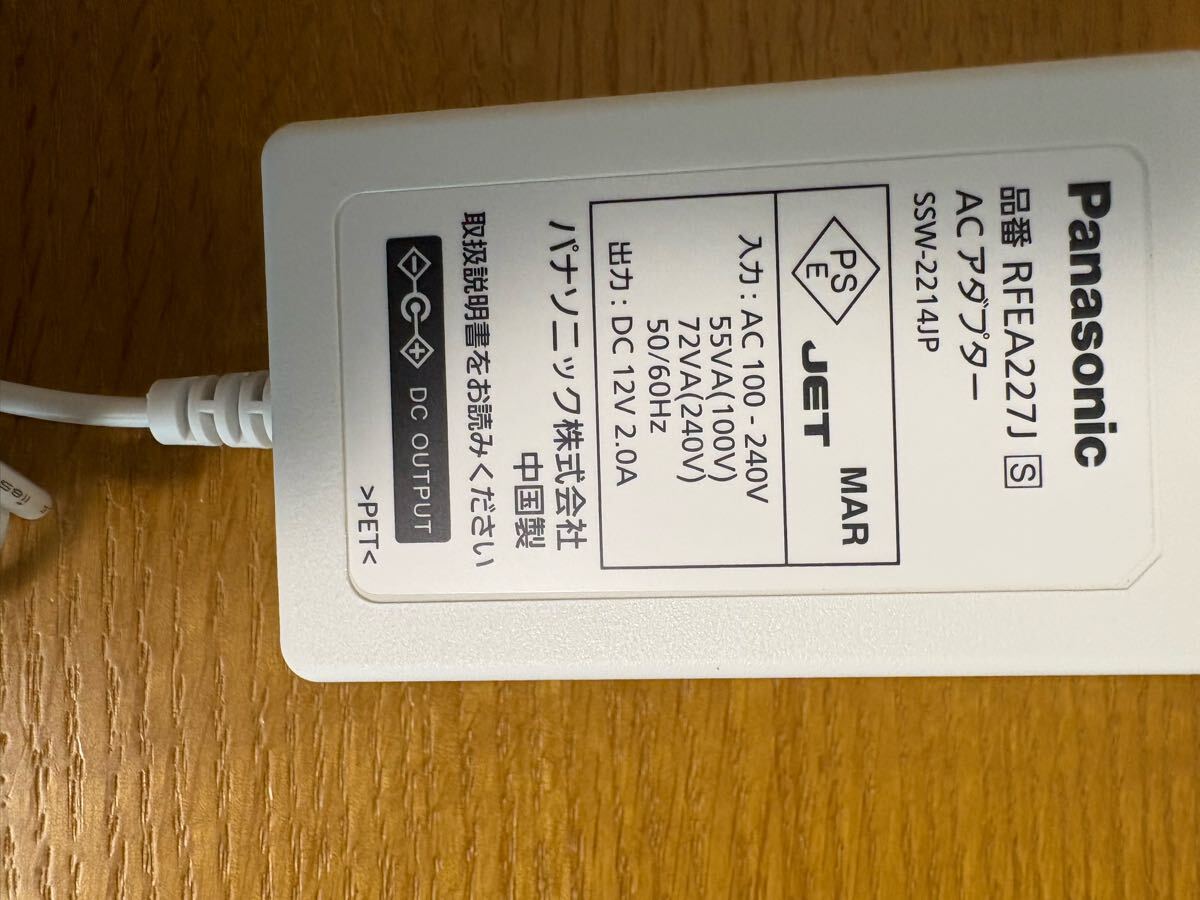 Panasonic
品番 RFEA227J S
ACアダプター
SSW-2214JP
PS E JET MAR
入力 : AC 100 - 240V
55VA(100V)
72VA(240V)
50/60Hz
出力 : DC 12V 2.0A
パナソニック株式会社
中国製
取扱説明書をお読みください
DC OUTPUT
>PET<